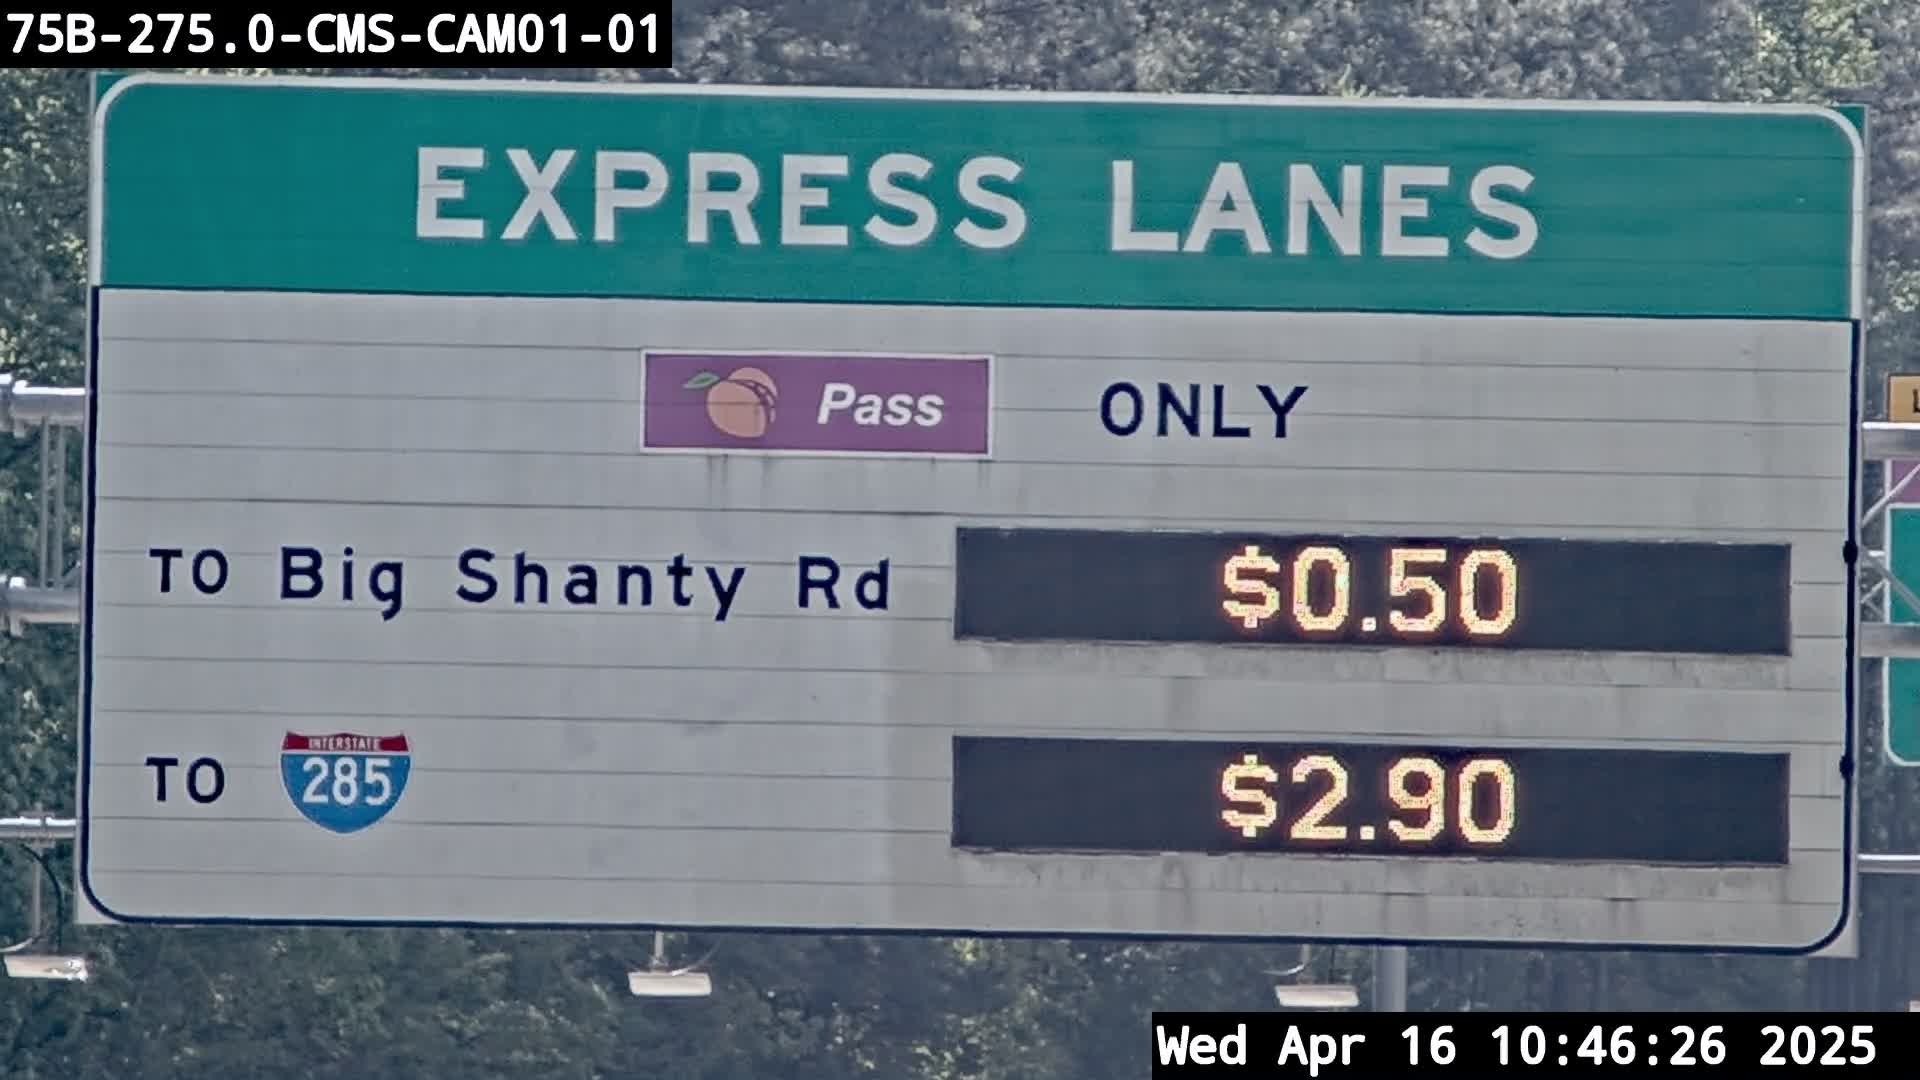 75B-275.0-CMS-CAM01-01
EXPRESS LANES
Pass ONLY
TO Big Shanty Rd $0.50
INTERSTATE
TO 285 $2.90
Wed Apr 16 10:46:26 2025